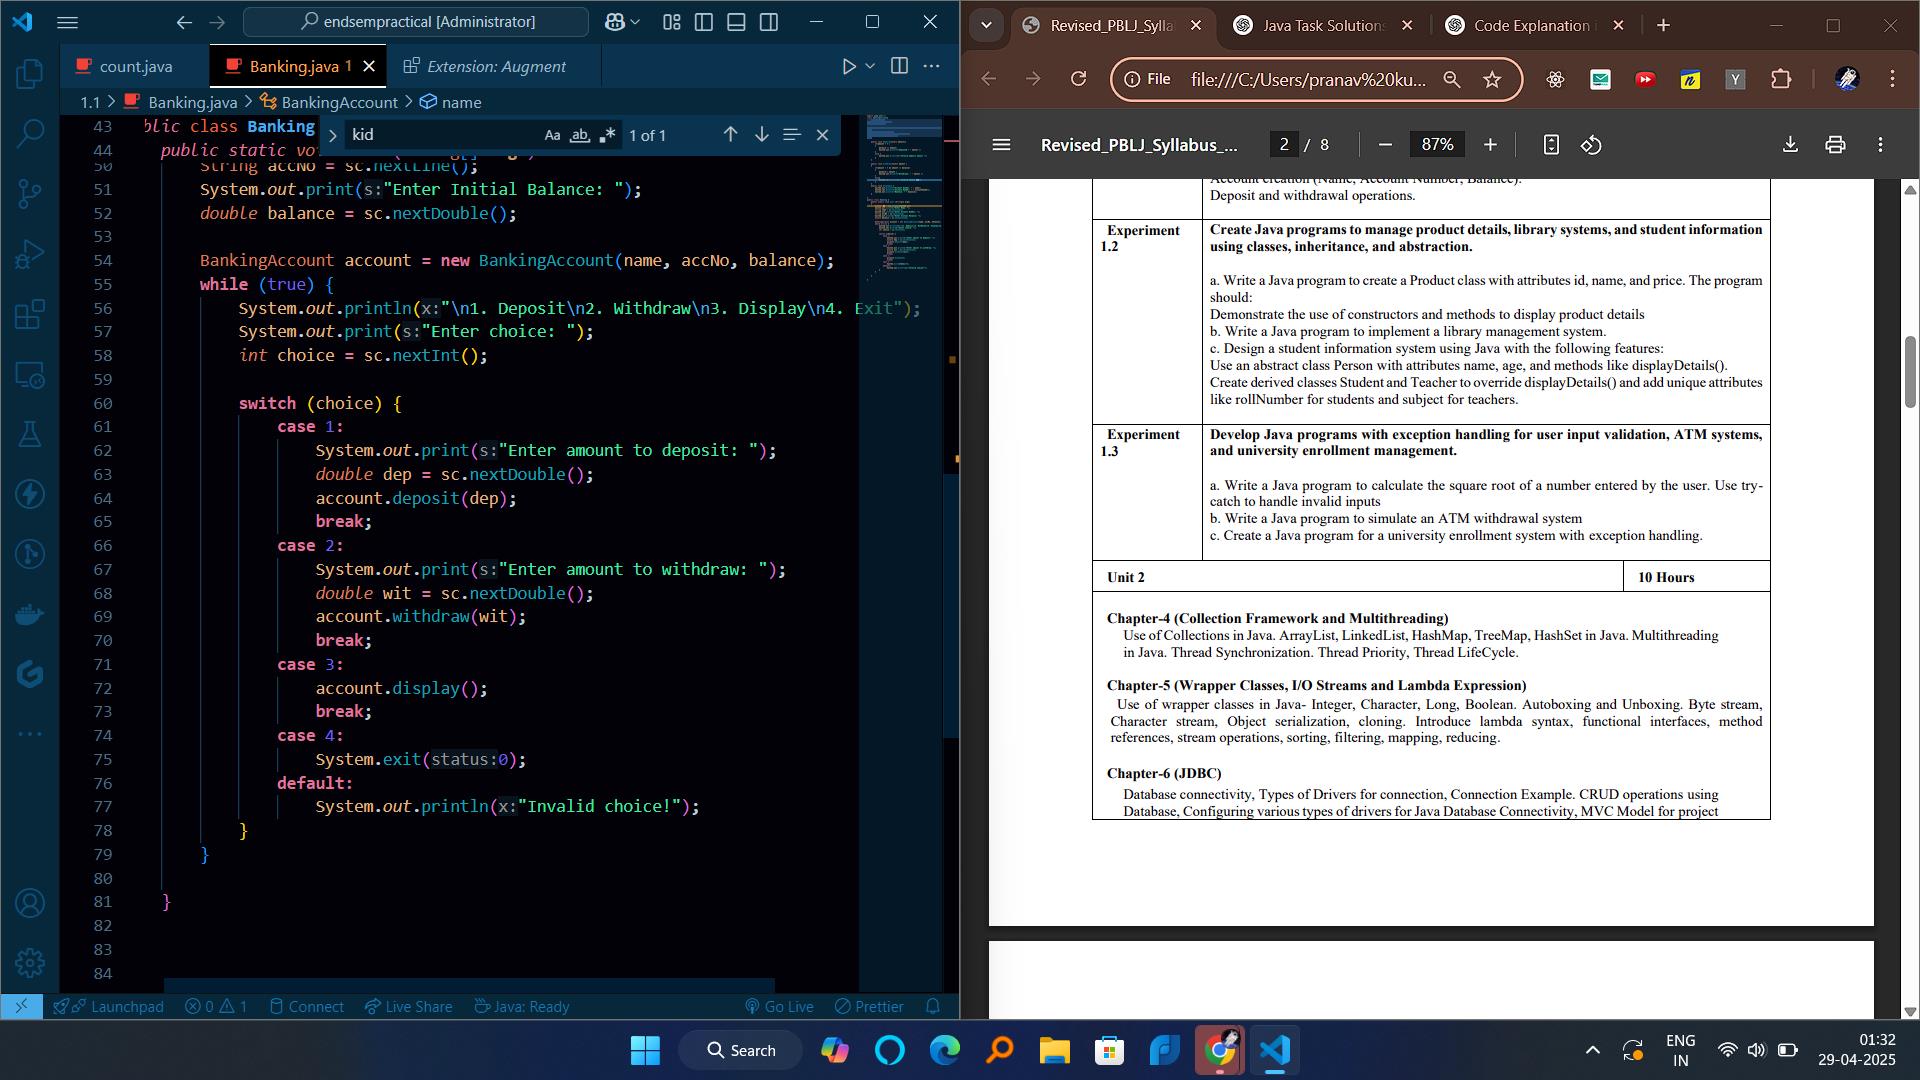 endsempractical [Administrator]
count.java
Banking.java 1
Extension: Augment
1.1 > Banking.java > BankingAccount > name
kid
Aa
ab
1 of 1
43 public class Banking
44 public static vo
50 String accNo = sc.nextLine();
51 System.out.print(s:"Enter Initial Balance: ");
52 double balance = sc.nextDouble();
53
54 BankingAccount account = new BankingAccount(name, accNo, balance);
55 while (true) {
56 System.out.println(x:"\n1. Deposit\n2. Withdraw\n3. Display\n4. Exit");
57 System.out.print(s:"Enter choice: ");
58 int choice = sc.nextInt();
59
60 switch (choice) {
61 case 1:
62 System.out.print(s:"Enter amount to deposit: ");
63 double dep = sc.nextDouble();
64 account.deposit(dep);
65 break;
66 case 2:
67 System.out.print(s:"Enter amount to withdraw: ");
68 double wit = sc.nextDouble();
69 account.withdraw(wit);
70 break;
71 case 3:
72 account.display();
73 break;
74 case 4:
75 System.exit(status:0);
76 default:
77 System.out.println(x:"Invalid choice!");
78 }
79 }
80
81 }
82
83
84
Launchpad
0 1
Connect
Live Share
Java: Ready
Go Live
Prettier
Revised_PBLJ_Sylla
Java Task Solutions
Code Explanation
File
file:///C:/Users/pranav%20ku...
Revised_PBLJ_Syllabus_...
2 / 8
87%
Account creation (Name, Account Number, Balance).
Deposit and withdrawal operations.
Experiment
1.2
Create Java programs to manage product details, library systems, and student information
using classes, inheritance, and abstraction.
a. Write a Java program to create a Product class with attributes id, name, and price. The program
should:
Demonstrate the use of constructors and methods to display product details
b. Write a Java program to implement a library management system.
c. Design a student information system using Java with the following features:
Use an abstract class Person with attributes name, age, and methods like displayDetails().
Create derived classes Student and Teacher to override displayDetails() and add unique attributes
like rollNumber for students and subject for teachers.
Experiment
1.3
Develop Java programs with exception handling for user input validation, ATM systems,
and university enrollment management.
a. Write a Java program to calculate the square root of a number entered by the user. Use try-
catch to handle invalid inputs
b. Write a Java program to simulate an ATM withdrawal system
c. Create a Java program for a university enrollment system with exception handling.
Unit 2
10 Hours
Chapter-4 (Collection Framework and Multithreading)
Use of Collections in Java. ArrayList, LinkedList, HashMap, TreeMap, HashSet in Java. Multithreading
in Java. Thread Synchronization. Thread Priority, Thread LifeCycle.
Chapter-5 (Wrapper Classes, I/O Streams and Lambda Expression)
Use of wrapper classes in Java- Integer, Character, Long, Boolean. Autoboxing and Unboxing. Byte stream,
Character stream, Object serialization, cloning. Introduce lambda syntax, functional interfaces, method
references, stream operations, sorting, filtering, mapping, reducing.
Chapter-6 (JDBC)
Database connectivity, Types of Drivers for connection, Connection Example. CRUD operations using
Database, Configuring various types of drivers for Java Database Connectivity, MVC Model for project
Search
ENG
IN
01:32
29-04-2025